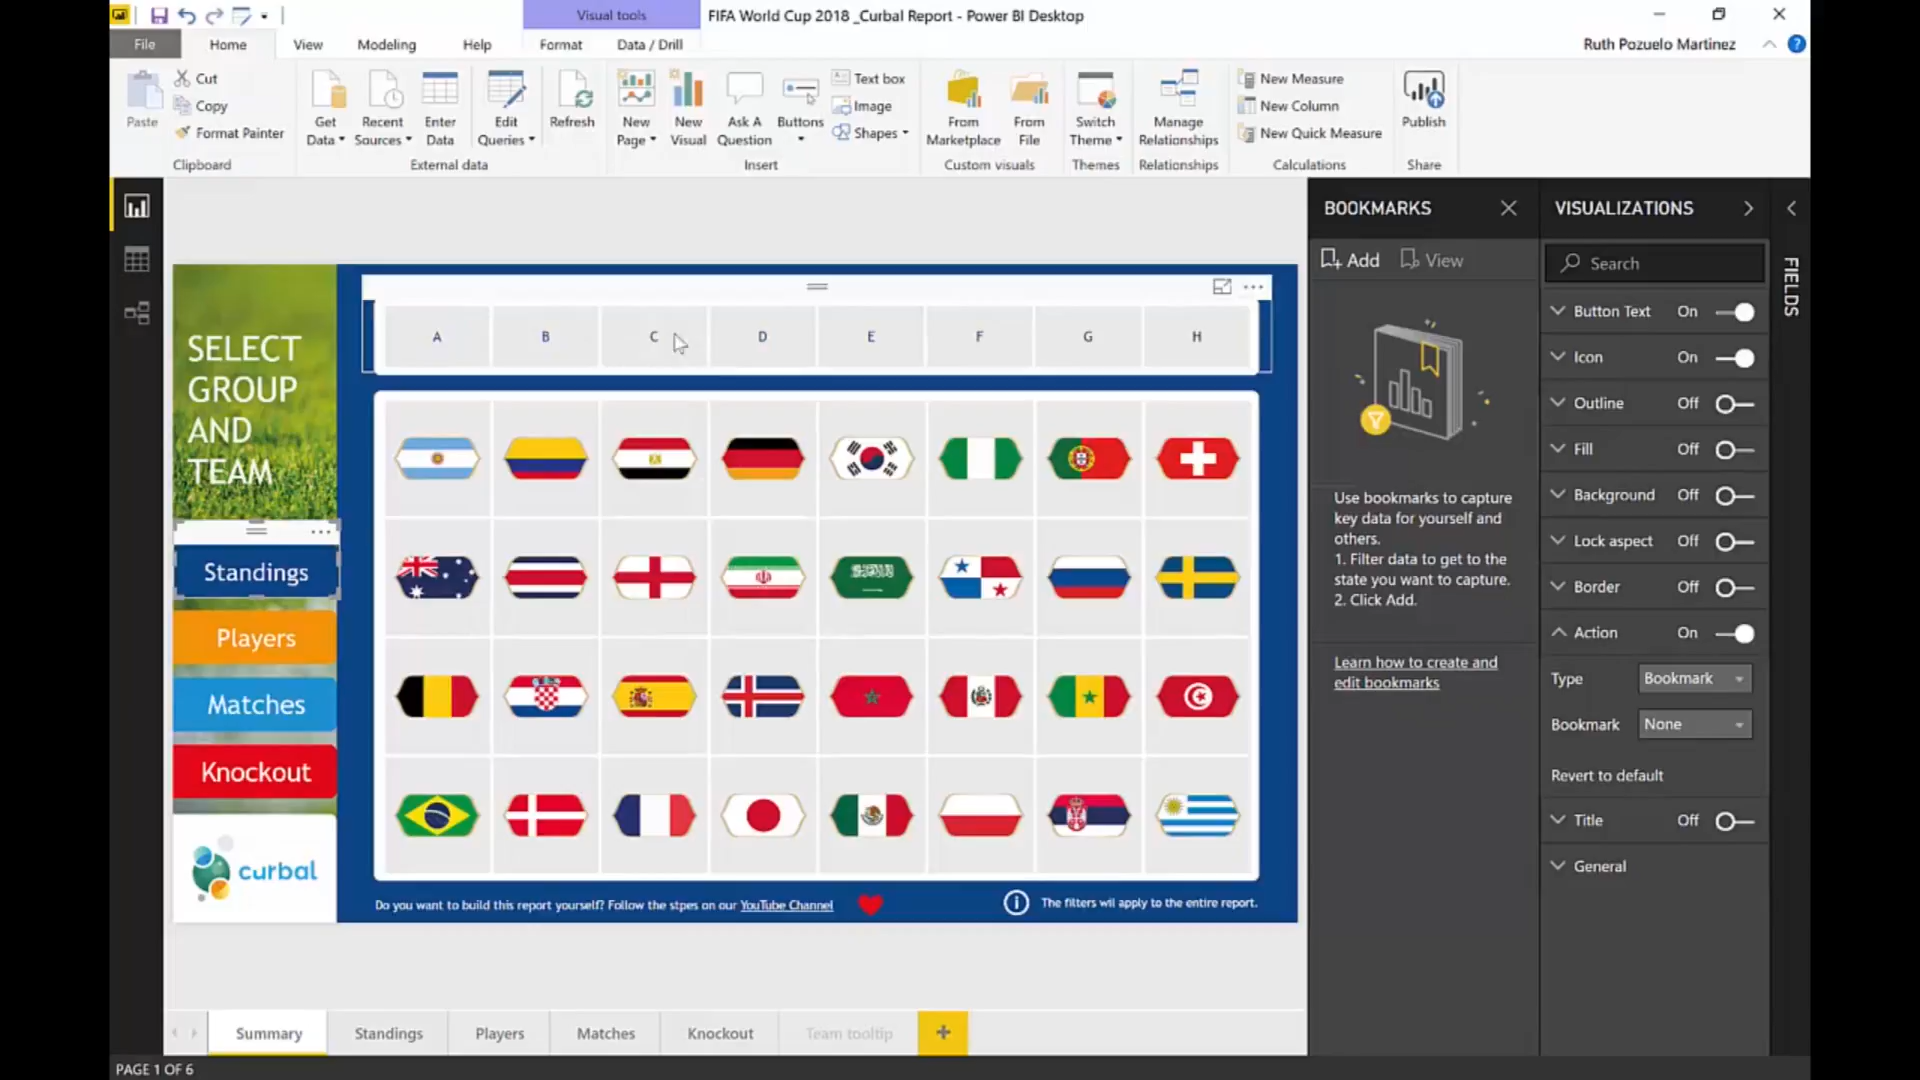 Visual tools
FIFA World Cup 2018 _Curbal Report - Power BI Desktop
File
Home
View
Modeling
Help
Format
Data / Drill
Ruth Pozuelo Martinez
?
Paste
Cut
Copy
Format Painter
Clipboard
Get
Data
Recent
Sources
Enter
Data
Edit
Queries
Refresh
External data
New
Page
New
Visual
Ask A
Question
Buttons
Text box
Image
Shapes
Insert
From
Marketplace
From
File
Custom visuals
Switch
Theme
Themes
Manage
Relationships
Relationships
New Measure
New Column
New Quick Measure
Calculations
Publish
Share
SELECT
GROUP
AND
TEAM
Standings
Players
Matches
Knockout
curbal
A B C D E F G H
Do you want to build this report yourself? Follow the stpes on our YouTube Channel
The filters wil apply to the entire report.
BOOKMARKS
Add
View
Use bookmarks to capture
key data for yourself and
others.
1. Filter data to get to the
state you want to capture.
2. Click Add.
Learn how to create and
edit bookmarks
VISUALIZATIONS
Search
Button Text On
Icon On
Outline Off
Fill Off
Background Off
Lock aspect Off
Border Off
Action On
Type Bookmark
Bookmark None
Revert to default
Title Off
General
FIELDS
Summary
Standings
Players
Matches
Knockout
Team tooltip
+
PAGE 1 OF 6